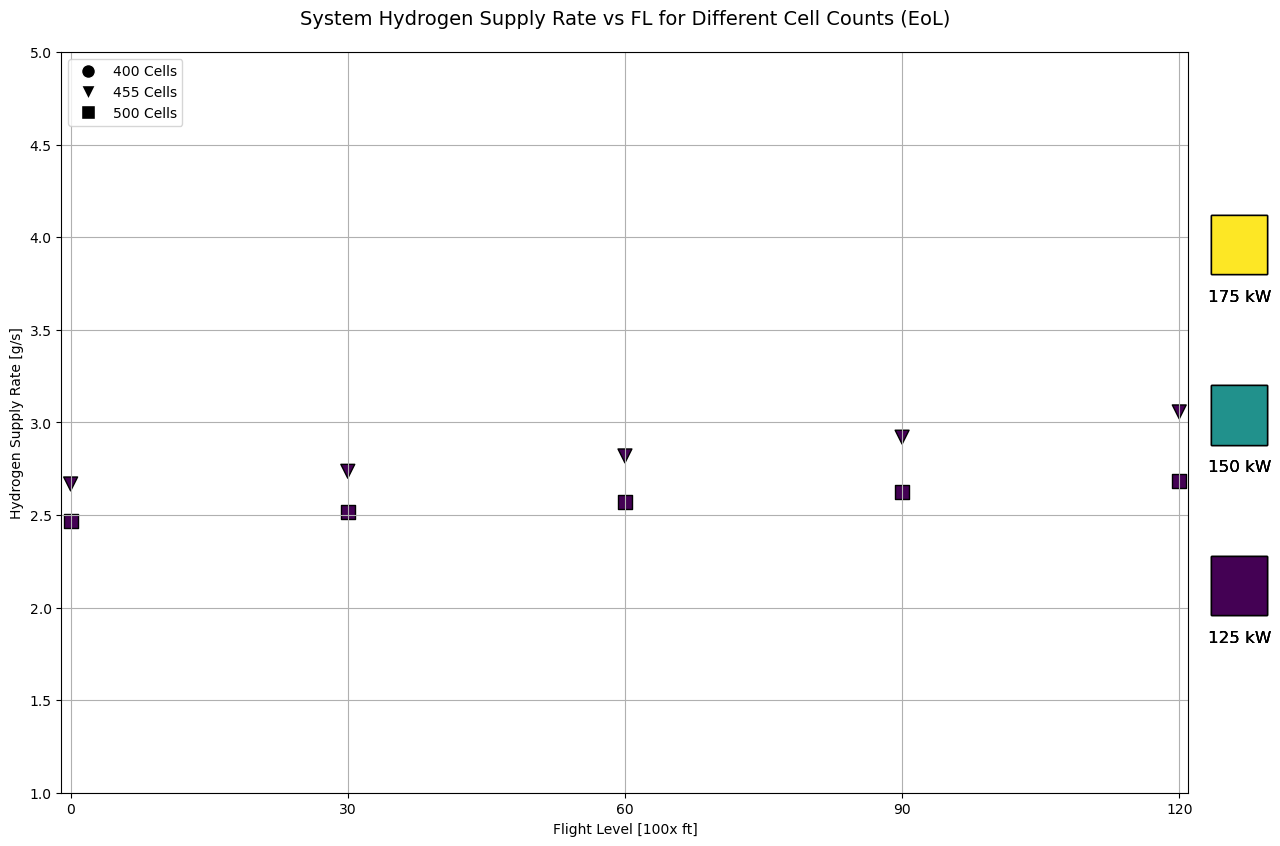 System Hydrogen Supply Rate vs FL for Different Cell Counts (EoL)
400 Cells
455 Cells
500 Cells
Hydrogen Supply Rate [g/s]
5.0
4.5
4.0
3.5
3.0
2.5
2.0
1.5
1.0
0 30 60 90 120
Flight Level [100x ft]
175 kW
150 kW
125 kW